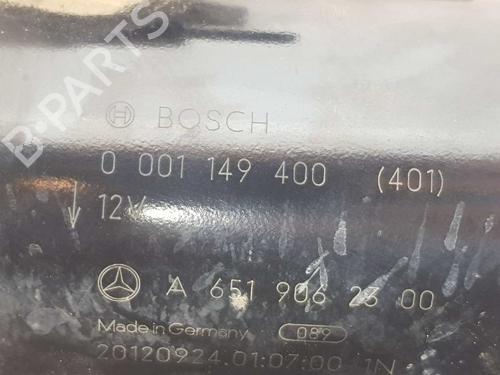 BOSCH
0 001 149 400 (401)
12V
A 651 906 26 00
Made in Germany 089
20120924.01:07:00 1N
B-PARTS